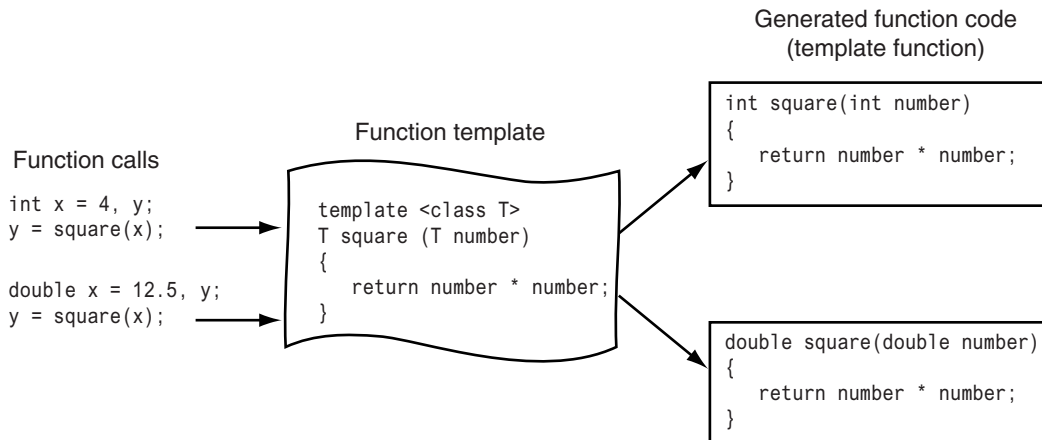 Function calls
int x = 4, y;
y = square(x);
double x = 12.5, y;
y = square(x);
Function template
template <class T>
T square (T number)
{
   return number * number;
}
Generated function code
(template function)
int square(int number)
{
   return number * number;
}
double square(double number)
{
   return number * number;
}